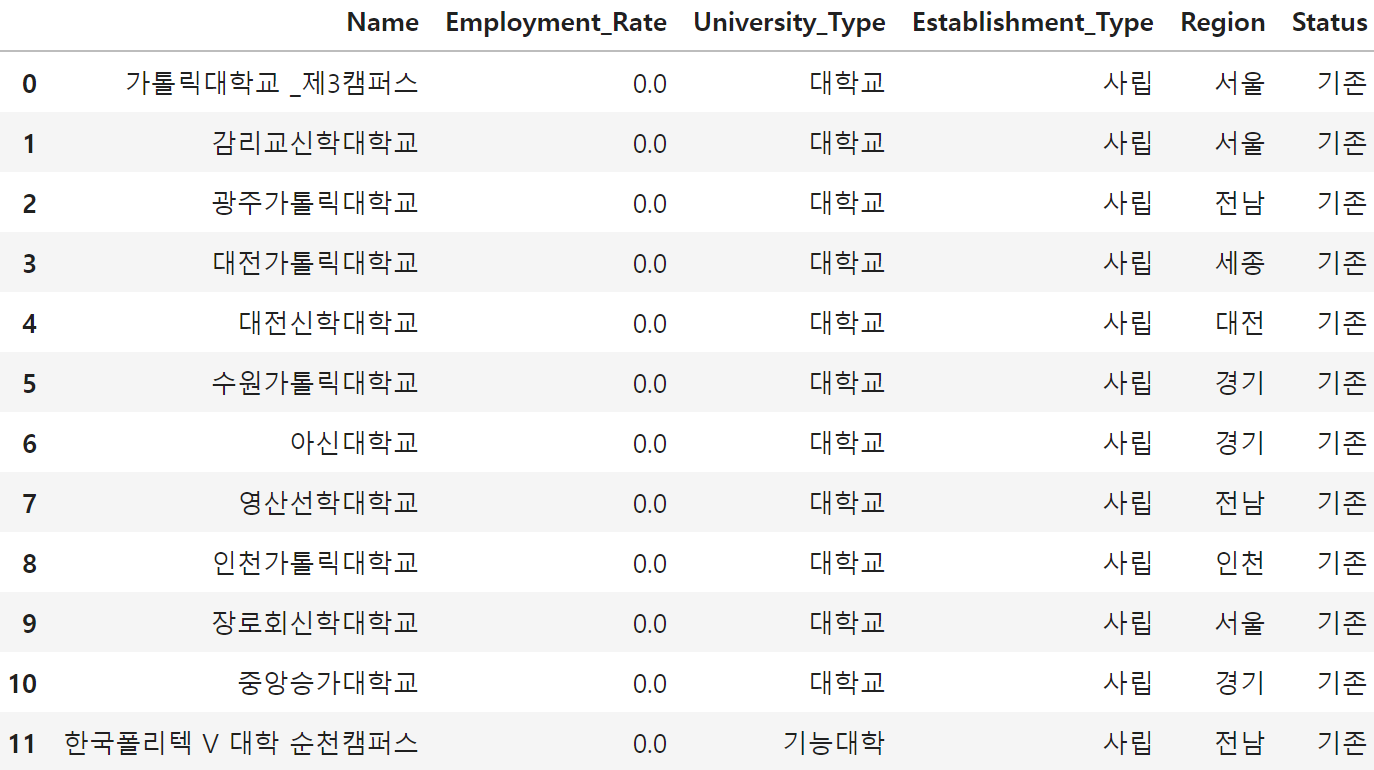 Name Employment_Rate University_Type Establishment_Type Region Status
0 가톨릭대학교 _제3캠퍼스 0.0 대학교 사립 서울 기존
1 감리교신학대학교 0.0 대학교 사립 서울 기존
2 광주가톨릭대학교 0.0 대학교 사립 전남 기존
3 대전가톨릭대학교 0.0 대학교 사립 세종 기존
4 대전신학대학교 0.0 대학교 사립 대전 기존
5 수원가톨릭대학교 0.0 대학교 사립 경기 기존
6 아신대학교 0.0 대학교 사립 경기 기존
7 영산선학대학교 0.0 대학교 사립 전남 기존
8 인천가톨릭대학교 0.0 대학교 사립 인천 기존
9 장로회신학대학교 0.0 대학교 사립 서울 기존
10 중앙승가대학교 0.0 대학교 사립 경기 기존
11 한국폴리텍 V 대학 순천캠퍼스 0.0 기능대학 사립 전남 기존